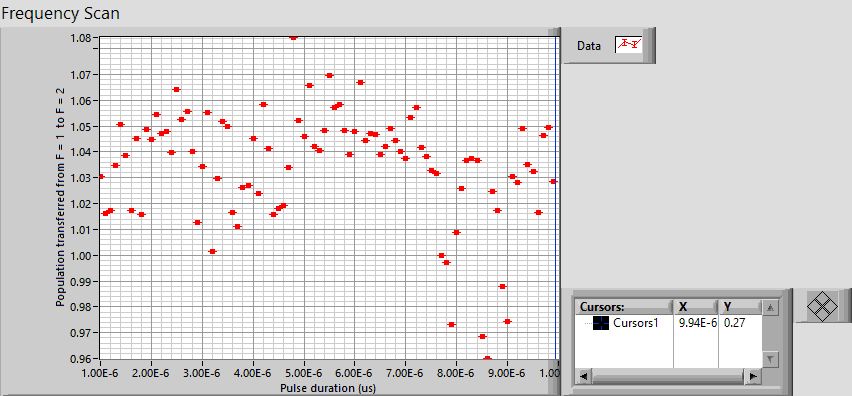 Frequency Scan
Data
Population transferred from F = 1 to F = 2
1.08
1.07
1.06
1.05
1.04
1.03
1.02
1.01
1.00
0.99
0.98
0.97
0.96
1.00E-6 2.00E-6 3.00E-6 4.00E-6 5.00E-6 6.00E-6 7.00E-6 8.00E-6 9.00E-6 1.00
Pulse duration (us)
Cursors: X Y
Cursors1 9.94E-6 0.27